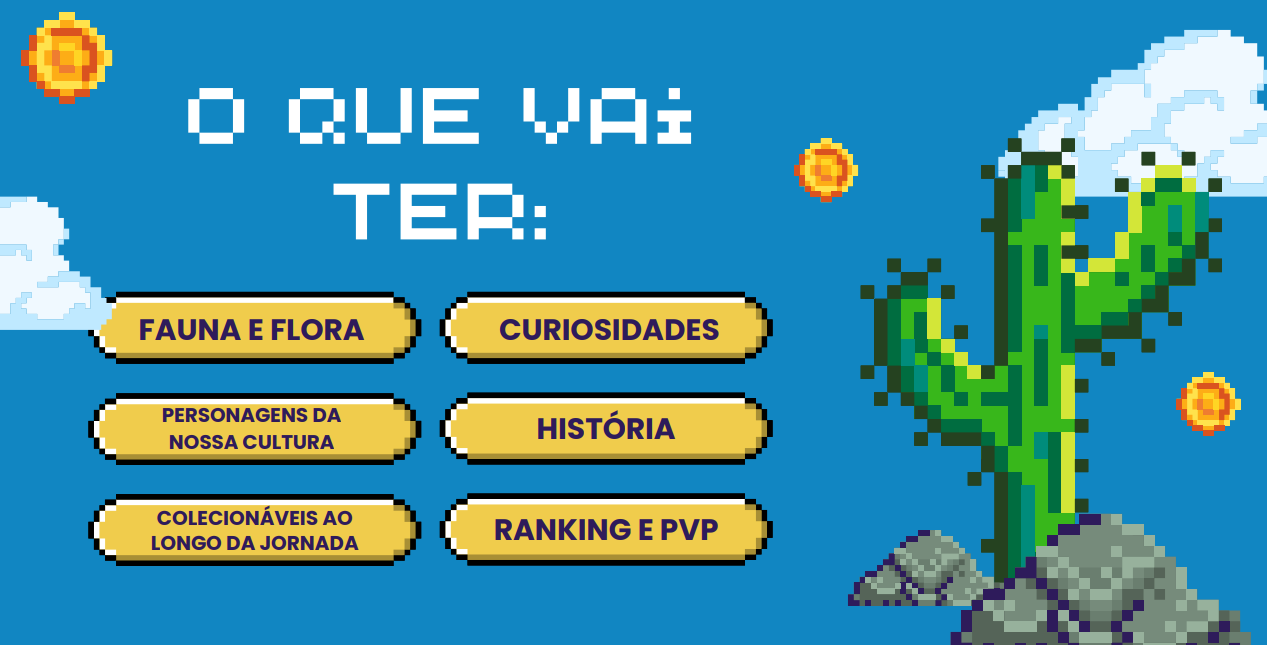 O QUE VAi
TER:
FAUNA E FLORA
CURIOSIDADES
PERSONAGENS DA
NOSSA CULTURA
HISTÓRIA
COLECIONÁVEIS AO
LONGO DA JORNADA
RANKING E PVP